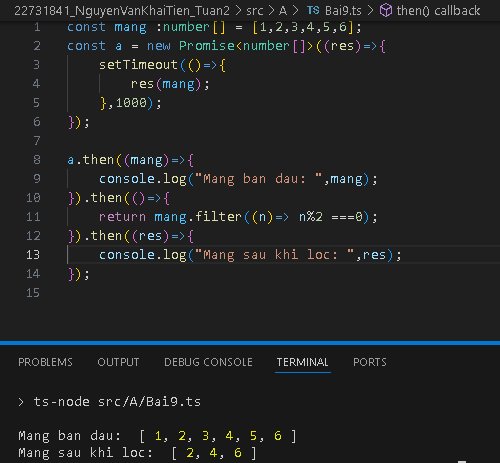 22731841_NguyenVanKhaiTien_Tuan2 > src > A > TS Bai9.ts > then() callback
1 const mang :number[] = [1,2,3,4,5,6];
2 const a = new Promise<number[]>((res)=>{
3     setTimeout(()=>{
4         res(mang);
5     },1000);
6 });
7
8 a.then((mang)=>{
9     console.log("Mang ban dau: ",mang);
10 }).then(()=>{
11     return mang.filter((n)=> n%2 ===0);
12 }).then((res)=>{
13     console.log("Mang sau khi loc: ",res);
14 });
15
PROBLEMS OUTPUT DEBUG CONSOLE TERMINAL PORTS
> ts-node src/A/Bai9.ts
Mang ban dau:  [ 1, 2, 3, 4, 5, 6 ]
Mang sau khi loc:  [ 2, 4, 6 ]